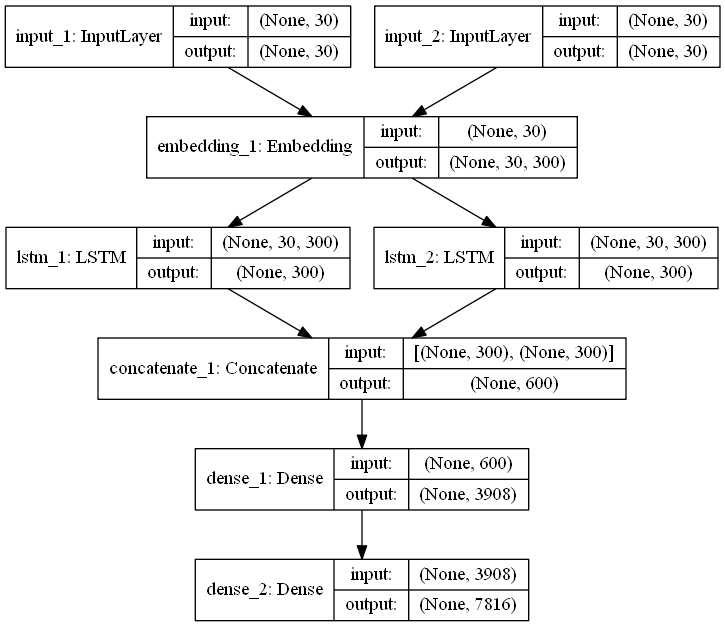 input_1: InputLayer
input: (None, 30)
output: (None, 30)
input_2: InputLayer
input: (None, 30)
output: (None, 30)
embedding_1: Embedding
input: (None, 30)
output: (None, 30, 300)
lstm_1: LSTM
input: (None, 30, 300)
output: (None, 300)
lstm_2: LSTM
input: (None, 30, 300)
output: (None, 300)
concatenate_1: Concatenate
input: [(None, 300), (None, 300)]
output: (None, 600)
dense_1: Dense
input: (None, 600)
output: (None, 3908)
dense_2: Dense
input: (None, 3908)
output: (None, 7816)